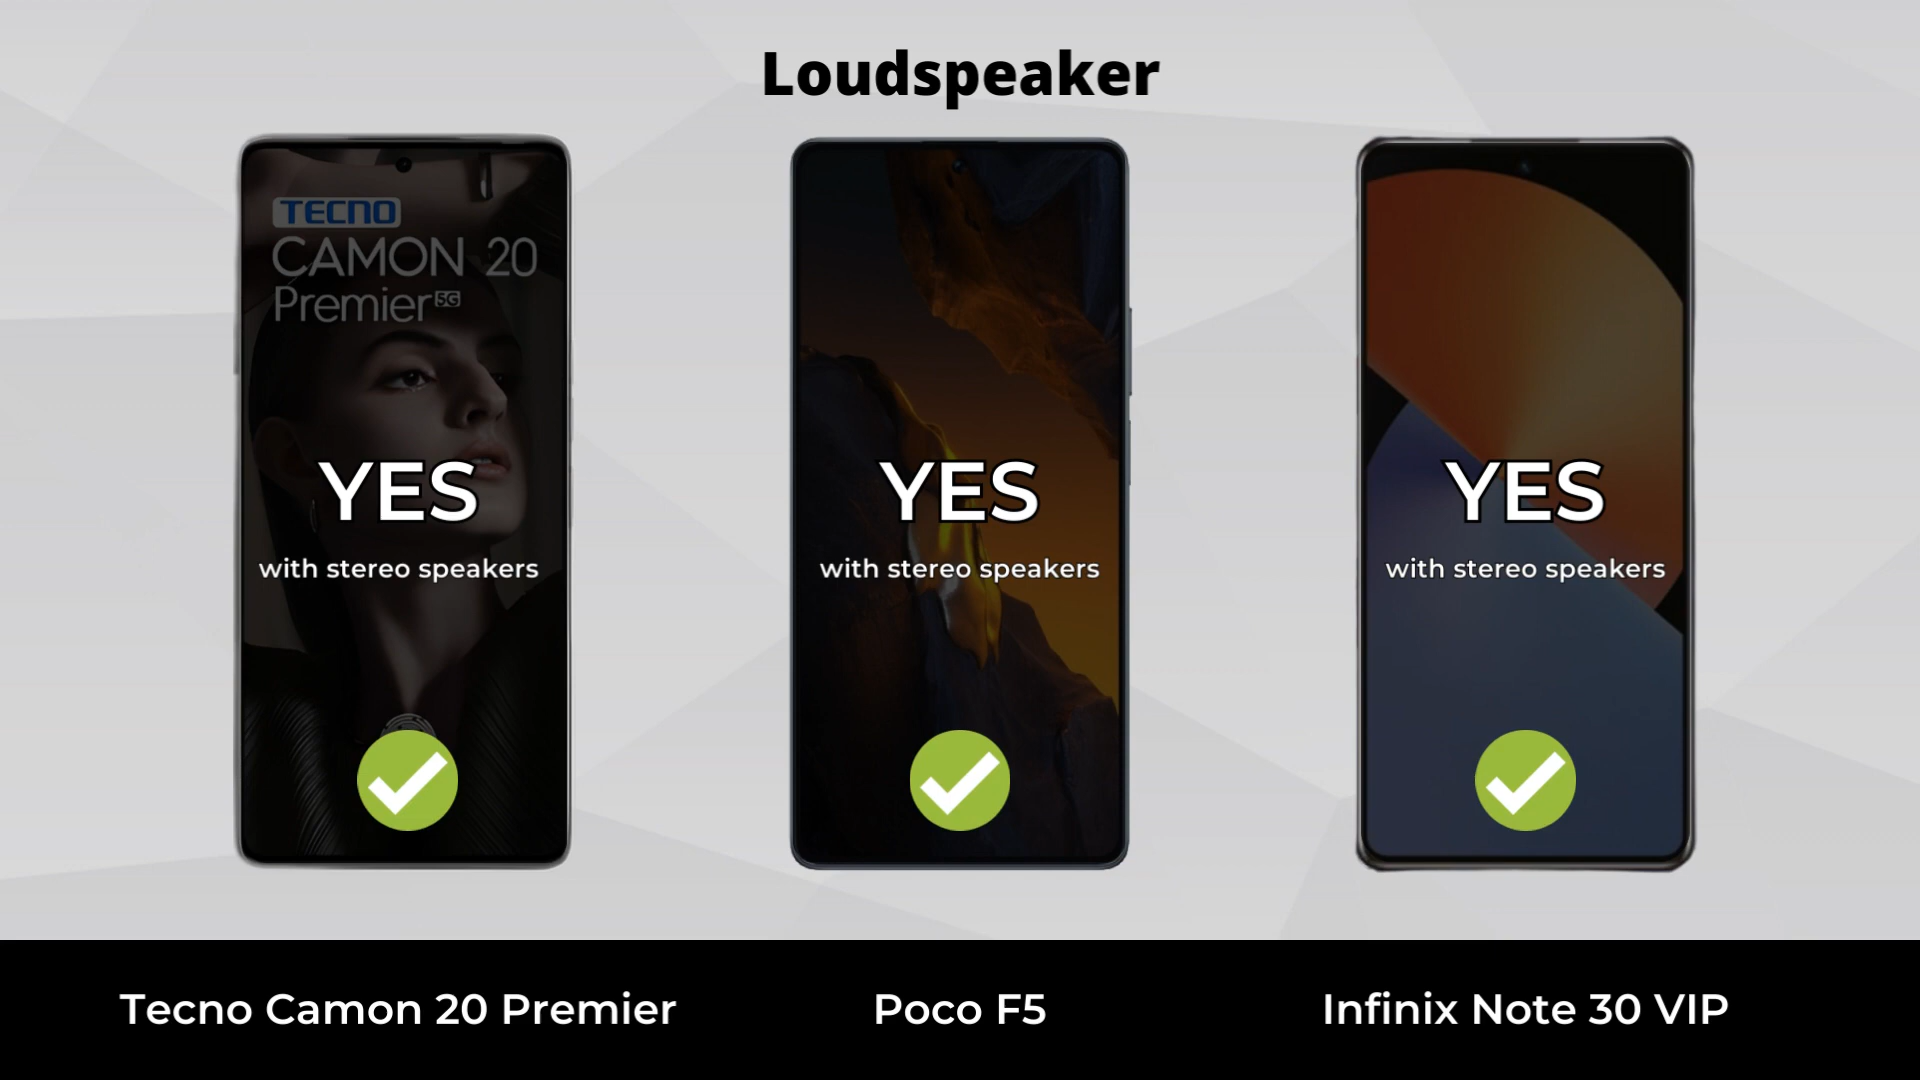 Loudspeaker
TECNO
CAMON 20
Premier 5G
YES
with stereo speakers
YES
with stereo speakers
YES
with stereo speakers
Tecno Camon 20 Premier
Poco F5
Infinix Note 30 VIP